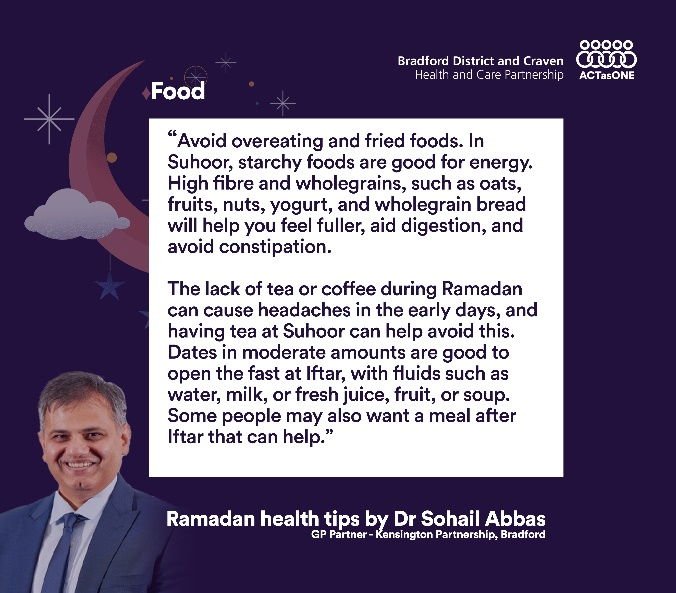 Bradford District and Craven
Health and Care Partnership
ACTasONE
Food
“Avoid overeating and fried foods. In
Suhoor, starchy foods are good for energy.
High fibre and wholegrains, such as oats,
fruits, nuts, yogurt, and wholegrain bread
will help you feel fuller, aid digestion, and
avoid constipation.
The lack of tea or coffee during Ramadan
can cause headaches in the early days, and
having tea at Suhoor can help avoid this.
Dates in moderate amounts are good to
open the fast at Iftar, with fluids such as
water, milk, or fresh juice, fruit, or soup.
Some people may also want a meal after
Iftar that can help.”
Ramadan health tips by Dr Sohail Abbas
GP Partner - Kensington Partnership, Bradford